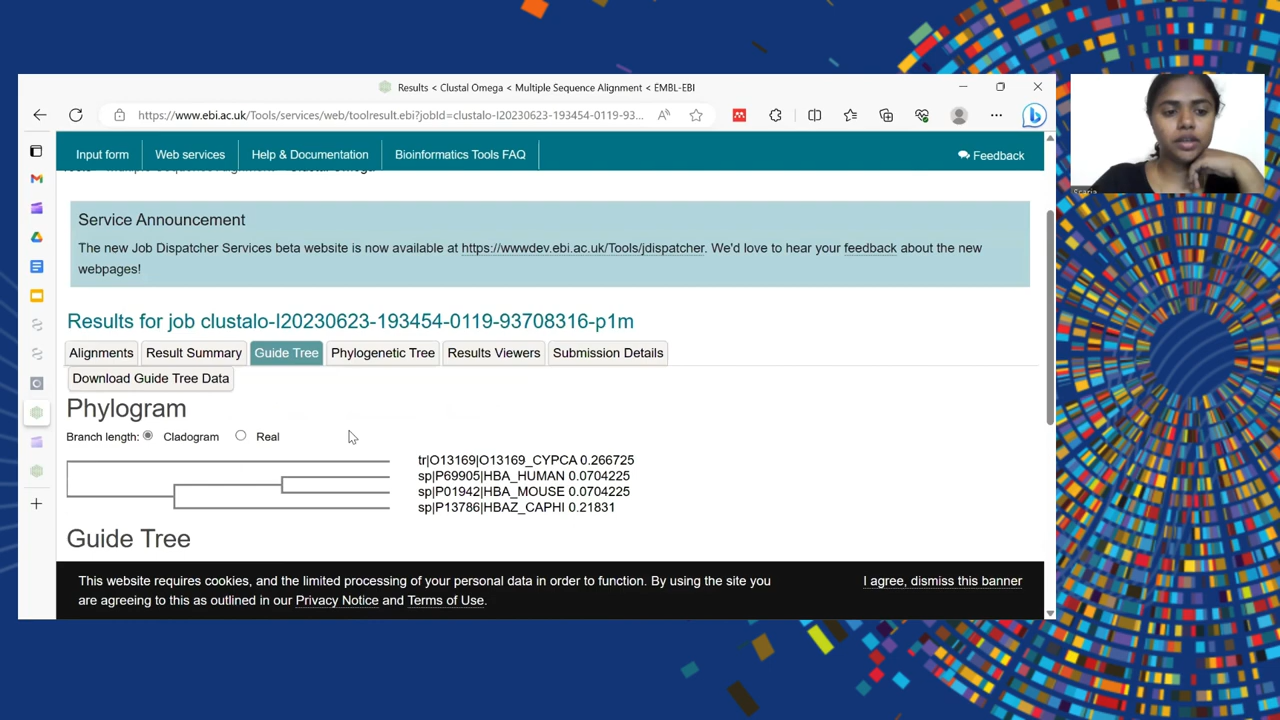 Results < Clustal Omega < Multiple Sequence Alignment < EMBL-EBI
https://www.ebi.ac.uk/Tools/services/web/toolresult.ebi?jobId=clustalo-I20230623-193454-0119-93...
Input form
Web services
Help & Documentation
Bioinformatics Tools FAQ
Feedback
Service Announcement
The new Job Dispatcher Services beta website is now available at https://wwwdev.ebi.ac.uk/Tools/jdispatcher. We'd love to hear your feedback about the new
webpages!
Results for job clustalo-I20230623-193454-0119-93708316-p1m
Alignments
Result Summary
Guide Tree
Phylogenetic Tree
Results Viewers
Submission Details
Download Guide Tree Data
Phylogram
Branch length: Cladogram Real
tr|O13169|O13169_CYPCA 0.266725
sp|P69905|HBA_HUMAN 0.0704225
sp|P01942|HBA_MOUSE 0.0704225
sp|P13786|HBAZ_CAPHI 0.21831
Guide Tree
This website requires cookies, and the limited processing of your personal data in order to function. By using the site you
are agreeing to this as outlined in our Privacy Notice and Terms of Use.
I agree, dismiss this banner